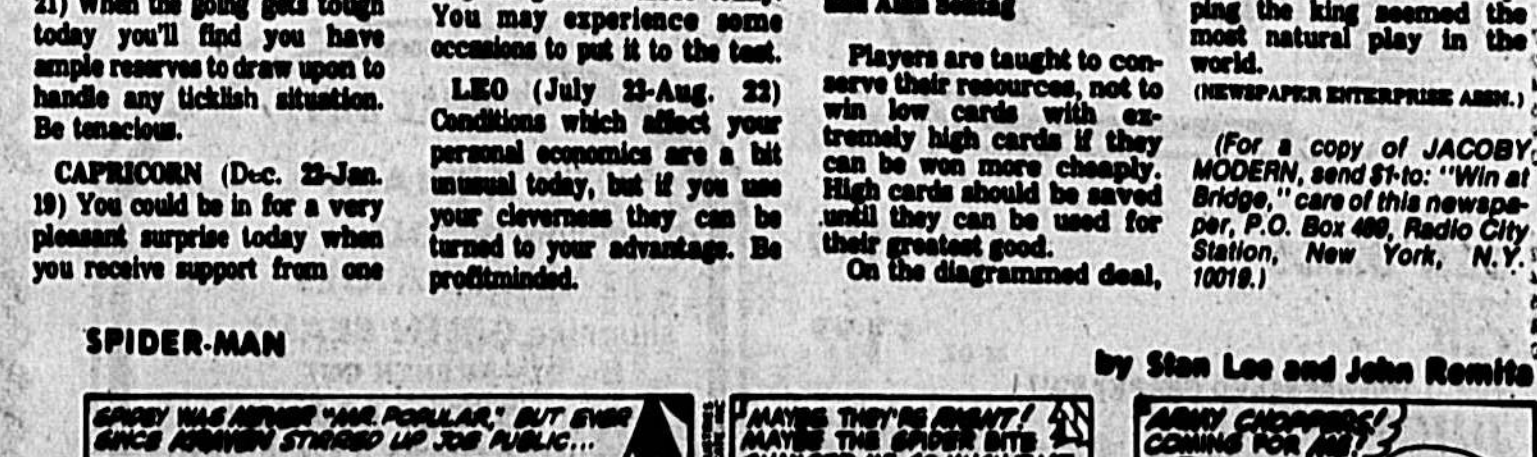 21) When the going gets tough
today you'll find you have
ample reserves to draw upon to
handle any ticklish situation.
Be tenacious.
CAPRICORN (Dec. 22-Jan.
19) You could be in for a very
pleasant surprise today when
you receive support from one
You may experience some
occasions to put it to the test.
LEO (July 23-Aug. 22)
Conditions which affect your
personal economics are a bit
unusual today, but if you use
your cleverness they can be
turned to your advantage. Be
profitminded.
and Alan Sontag
Players are taught to con-
serve their resources, not to
win low cards with ex-
tremely high cards if they
can be won more cheaply.
High cards should be saved
until they can be used for
their greatest good.
On the diagrammed deal,
ping the king seemed the
most natural play in the
world.
(NEWSPAPER ENTERPRISE ASSN.)
(For a copy of JACOBY
MODERN, send $1 to: "Win at
Bridge," care of this newspa-
per, P.O. Box 489, Radio City
Station, New York, N.Y.
10019.)
SPIDER-MAN
by Stan Lee and John Romita
SPIDEY WAS NEVER "MR. POPULAR," BUT EVER
SINCE KRAVEN STIRRED UP JOE PUBLIC...
MAYBE THEY'RE RIGHT!
MAYBE THE SPIDER BITE
ARMY CHOPPERS!
COMING FOR ME!